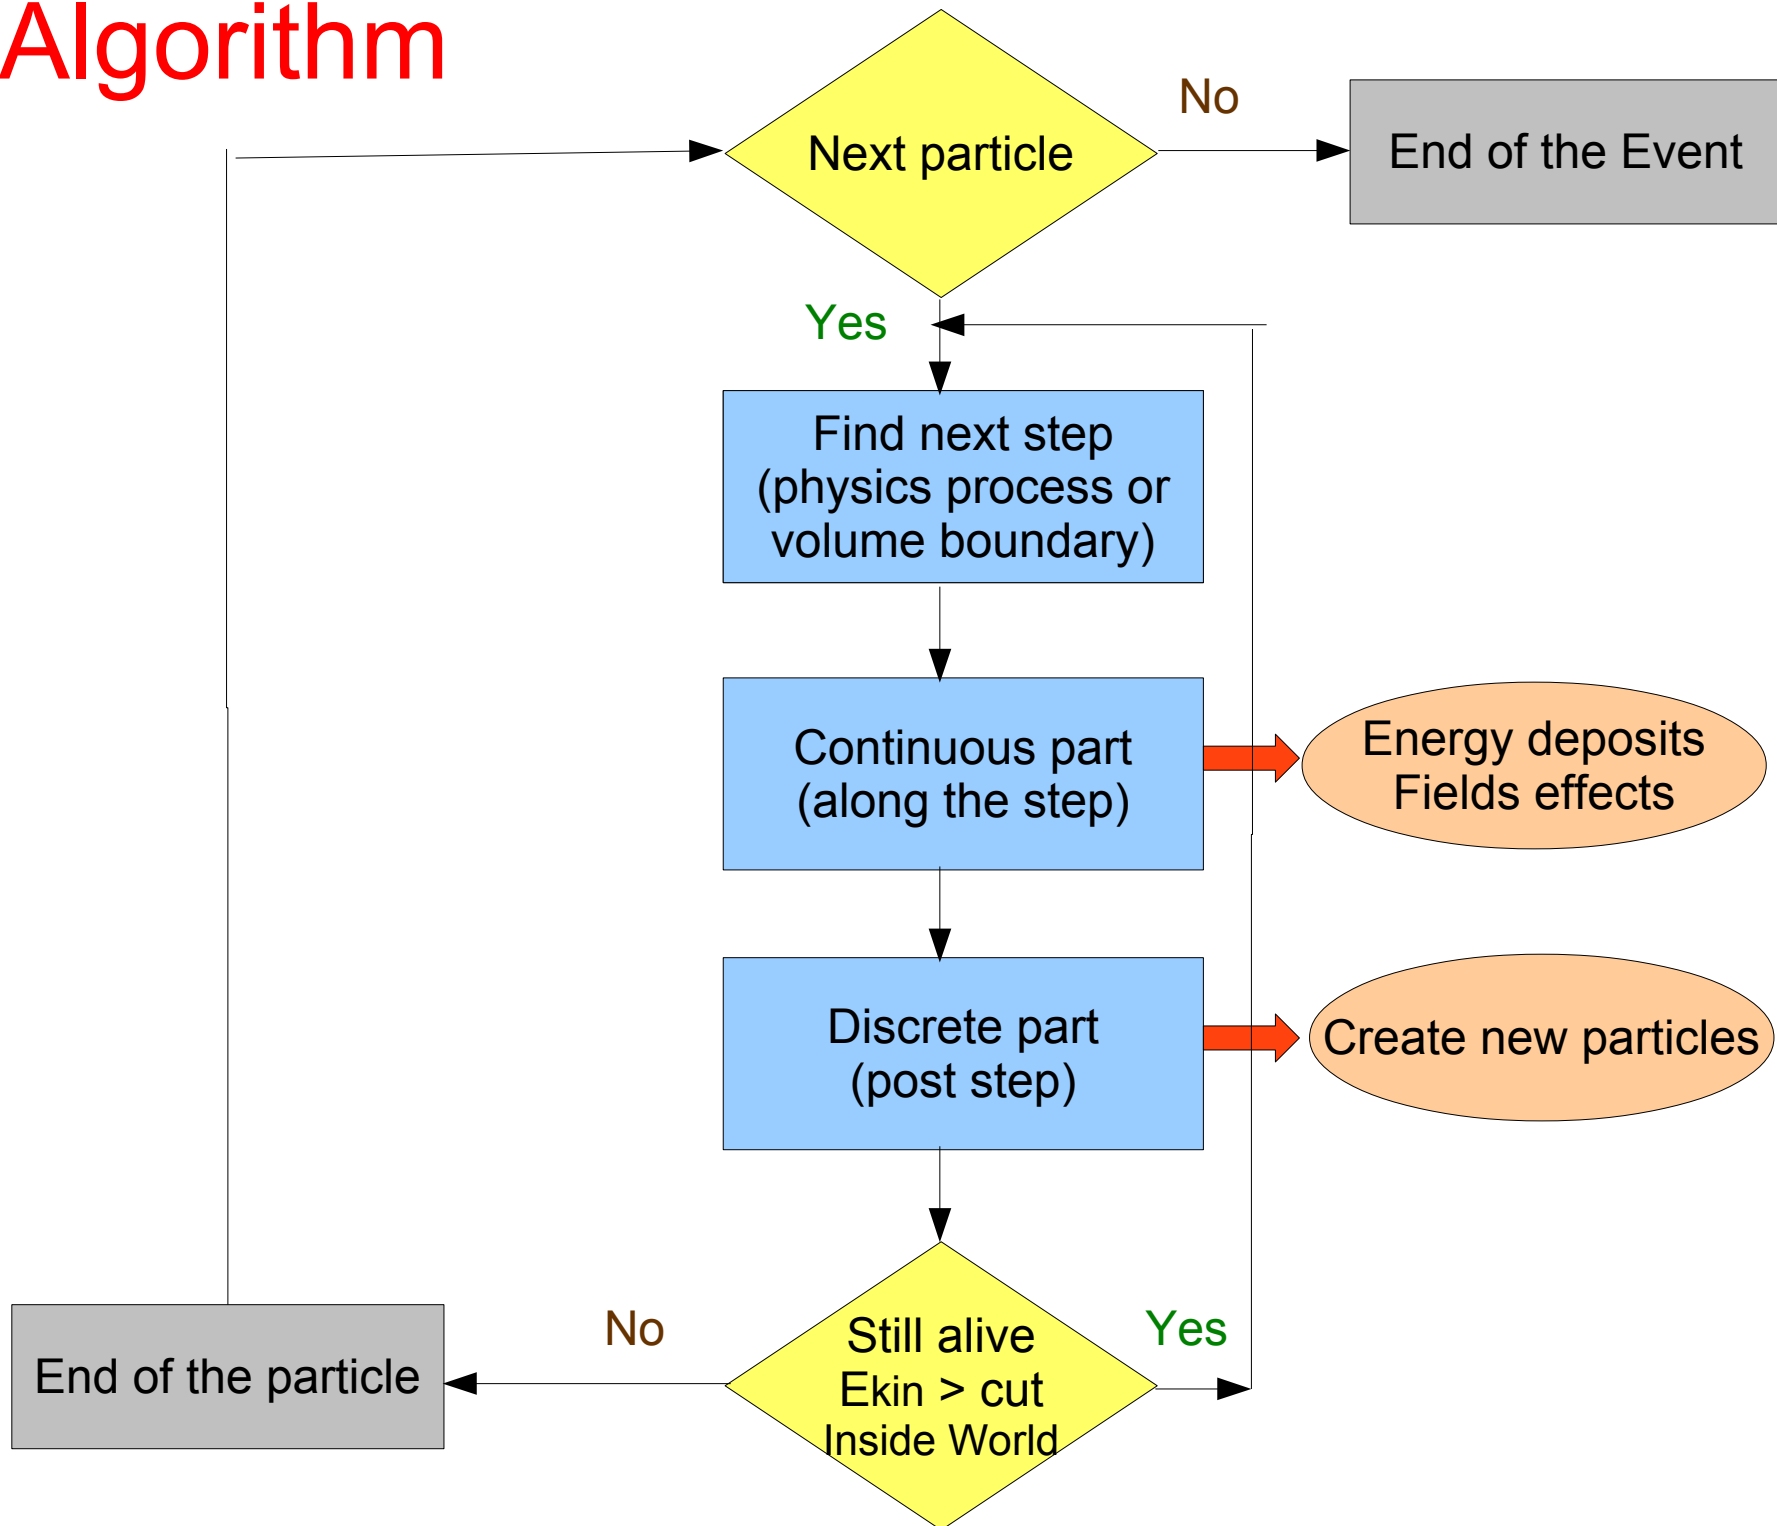 Algorithm
Next particle
No
End of the Event
Yes
Find next step
(physics process or
volume boundary)
Continuous part
(along the step)
Energy deposits
Fields effects
Discrete part
(post step)
Create new particles
Still alive
Ekin > cut
Inside World
No
Yes
End of the particle